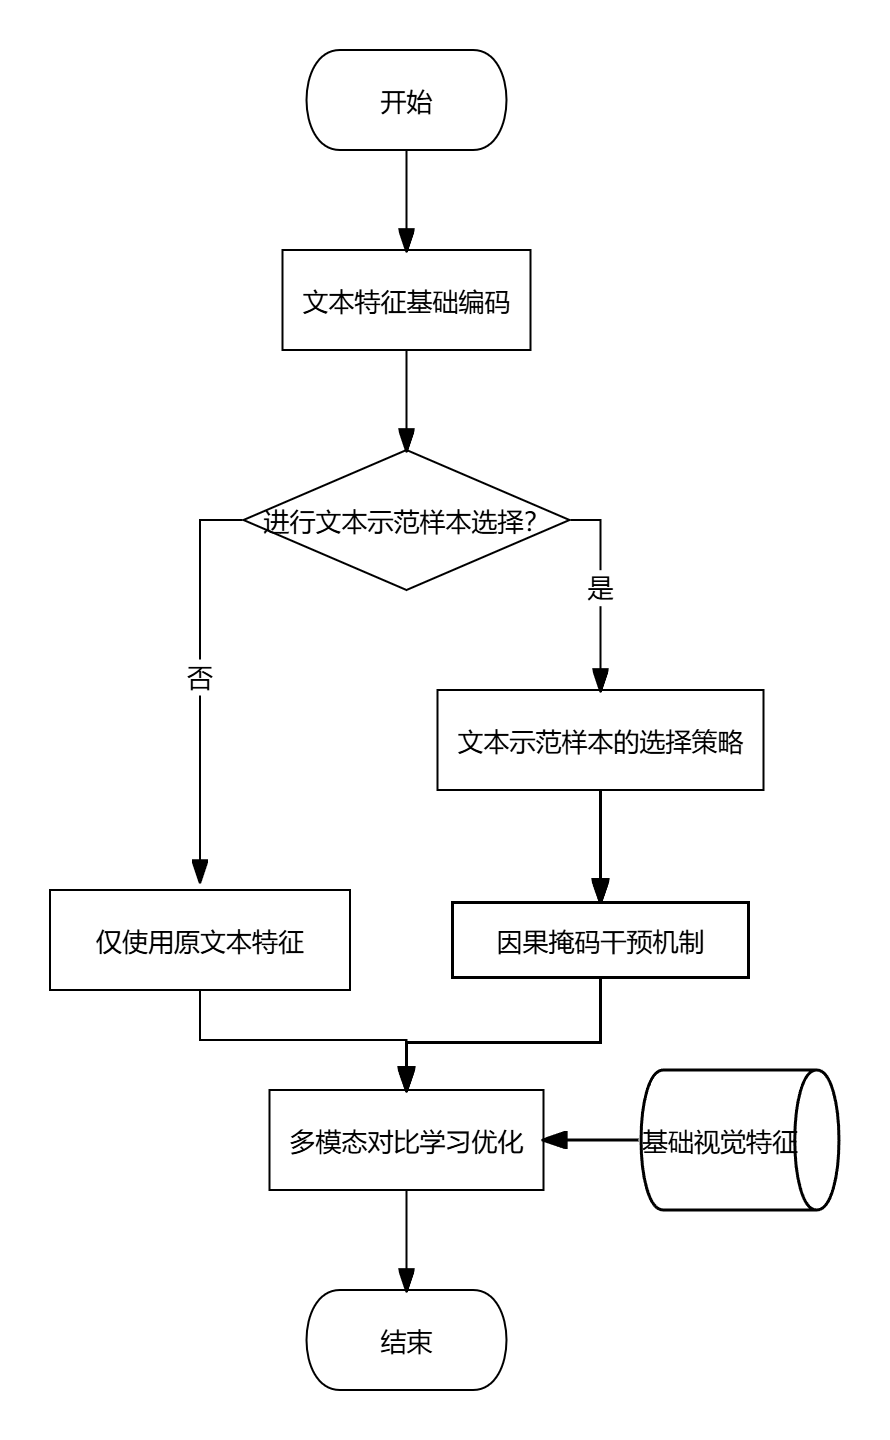 开始
文本特征基础编码
进行文本示范样本选择?
是
否
文本示范样本的选择策略
仅使用原文本特征
因果掩码干预机制
多模态对比学习优化
基础视觉特征
结束